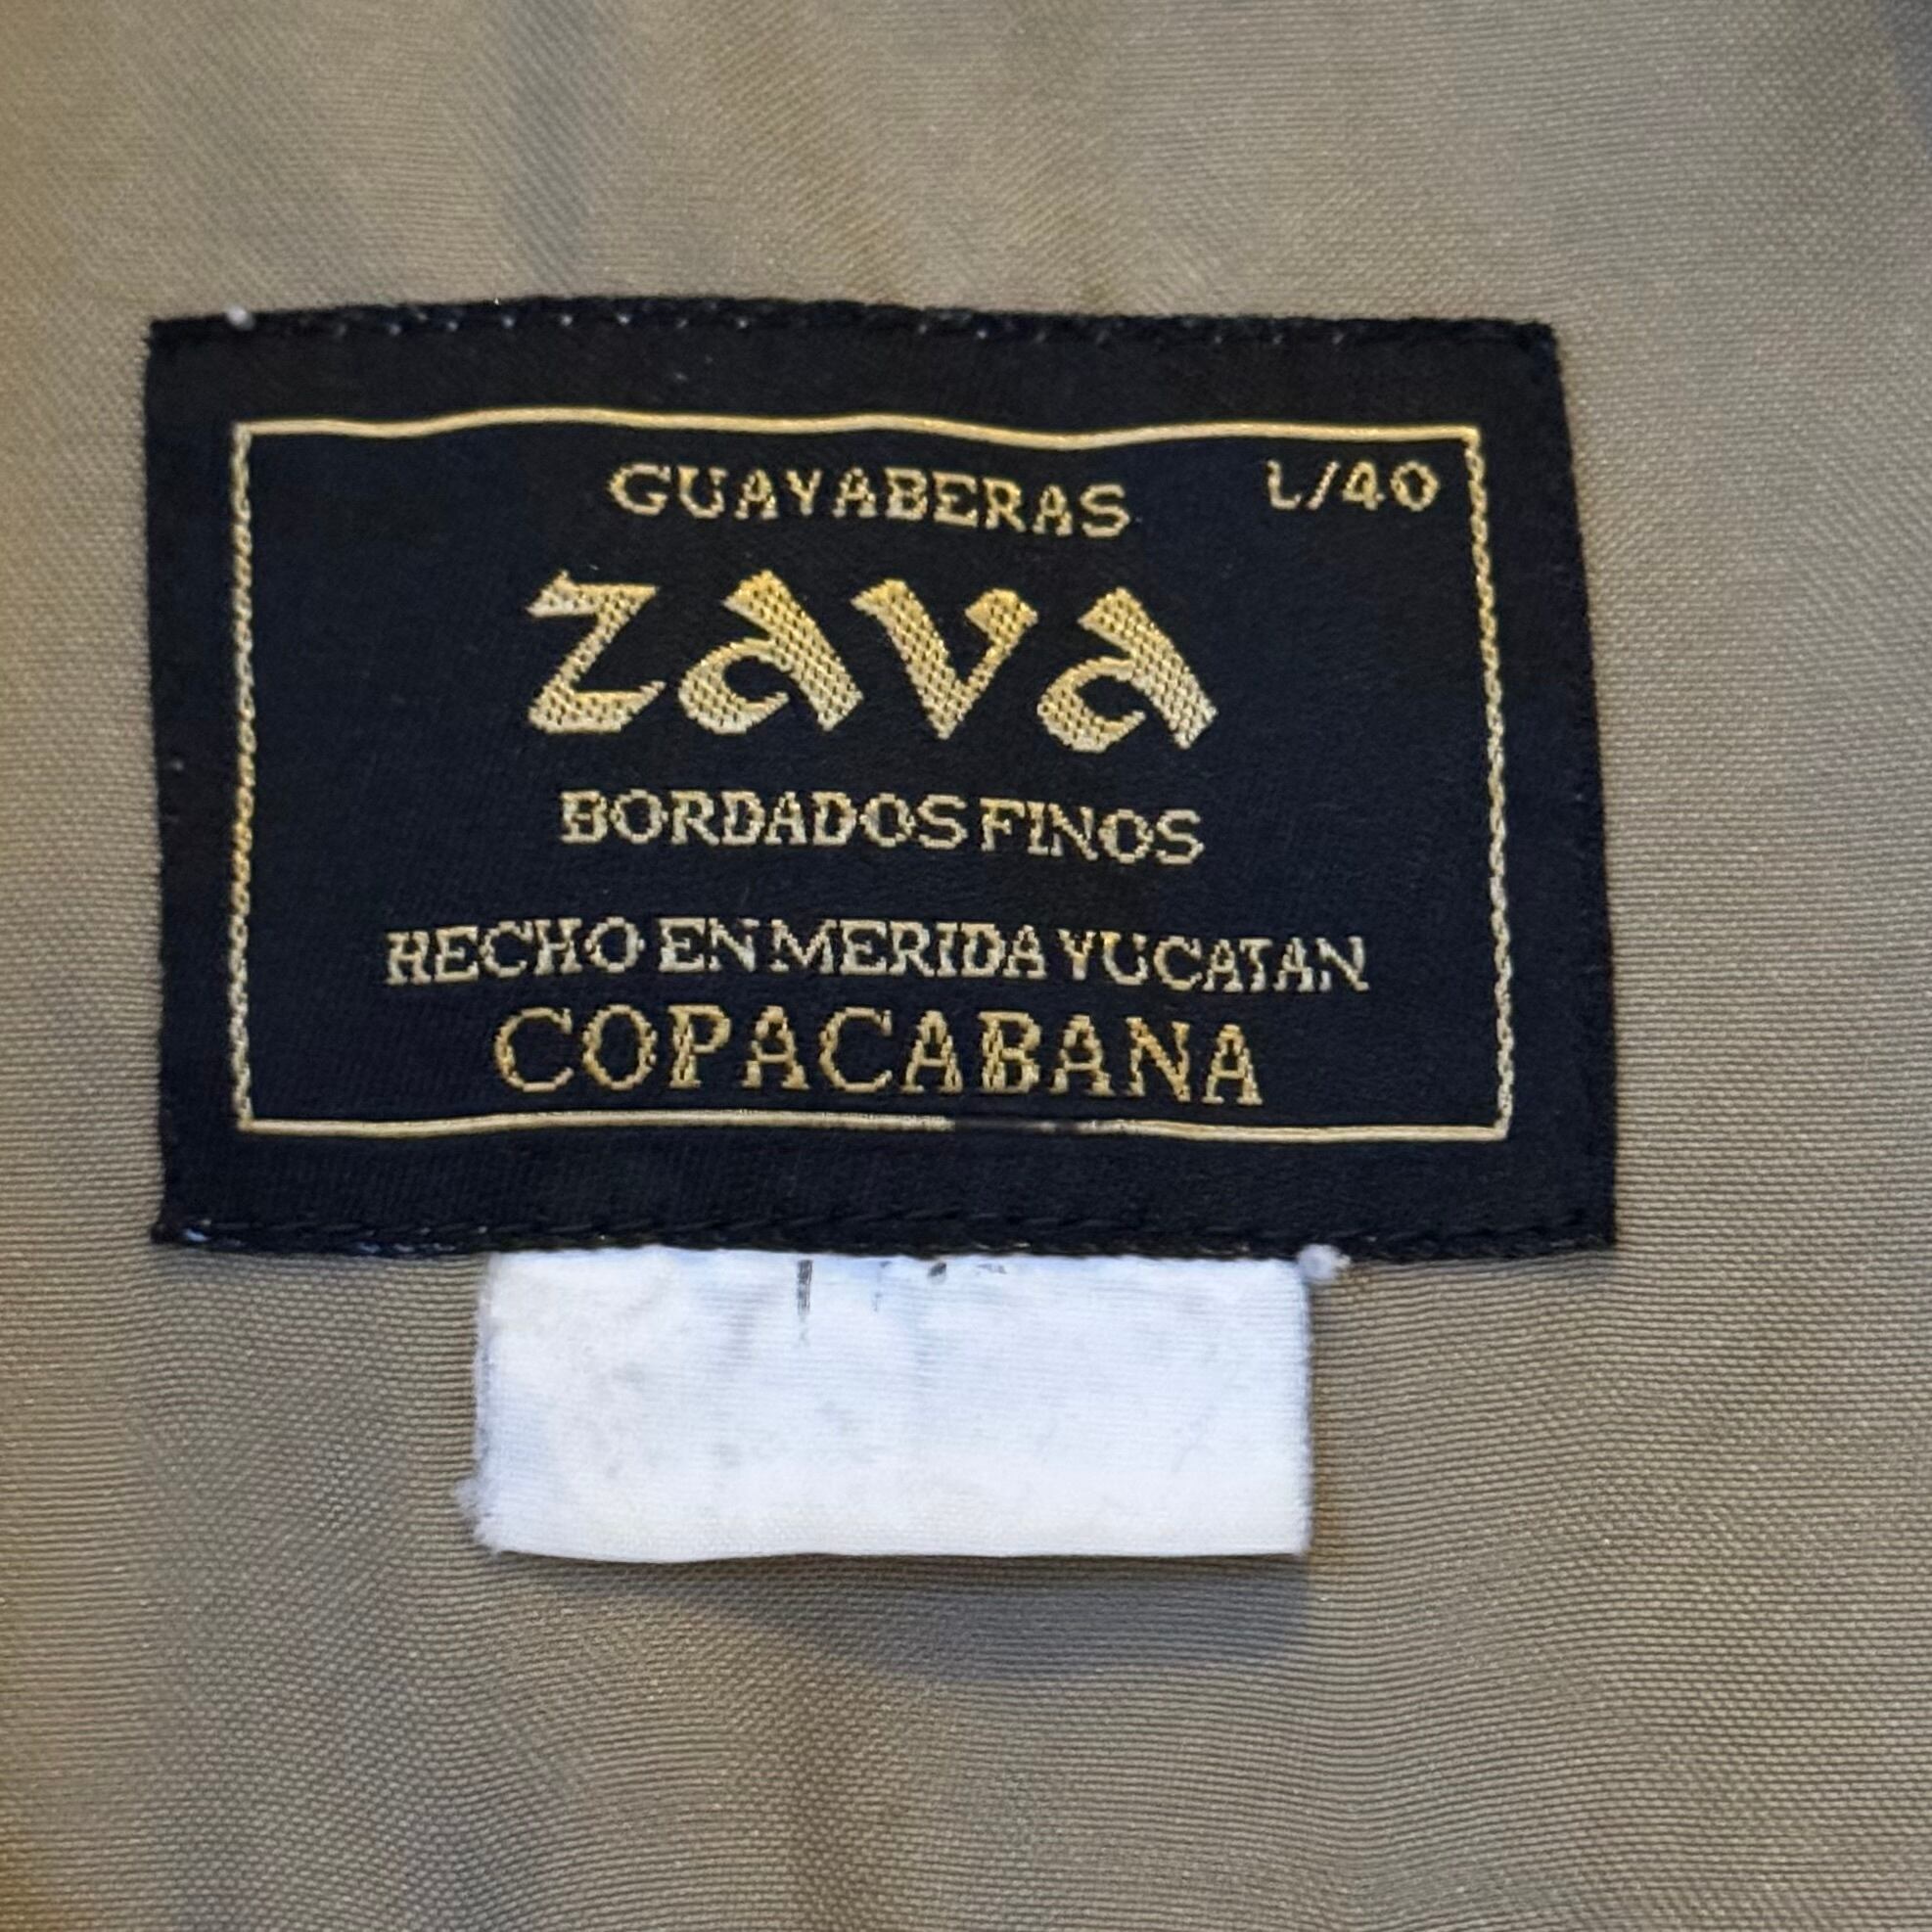 GUAYABERAS L/40
ZAVA
BORDADOS FINOS
HECHO EN MERIDA YUCATAN
COPACABANA